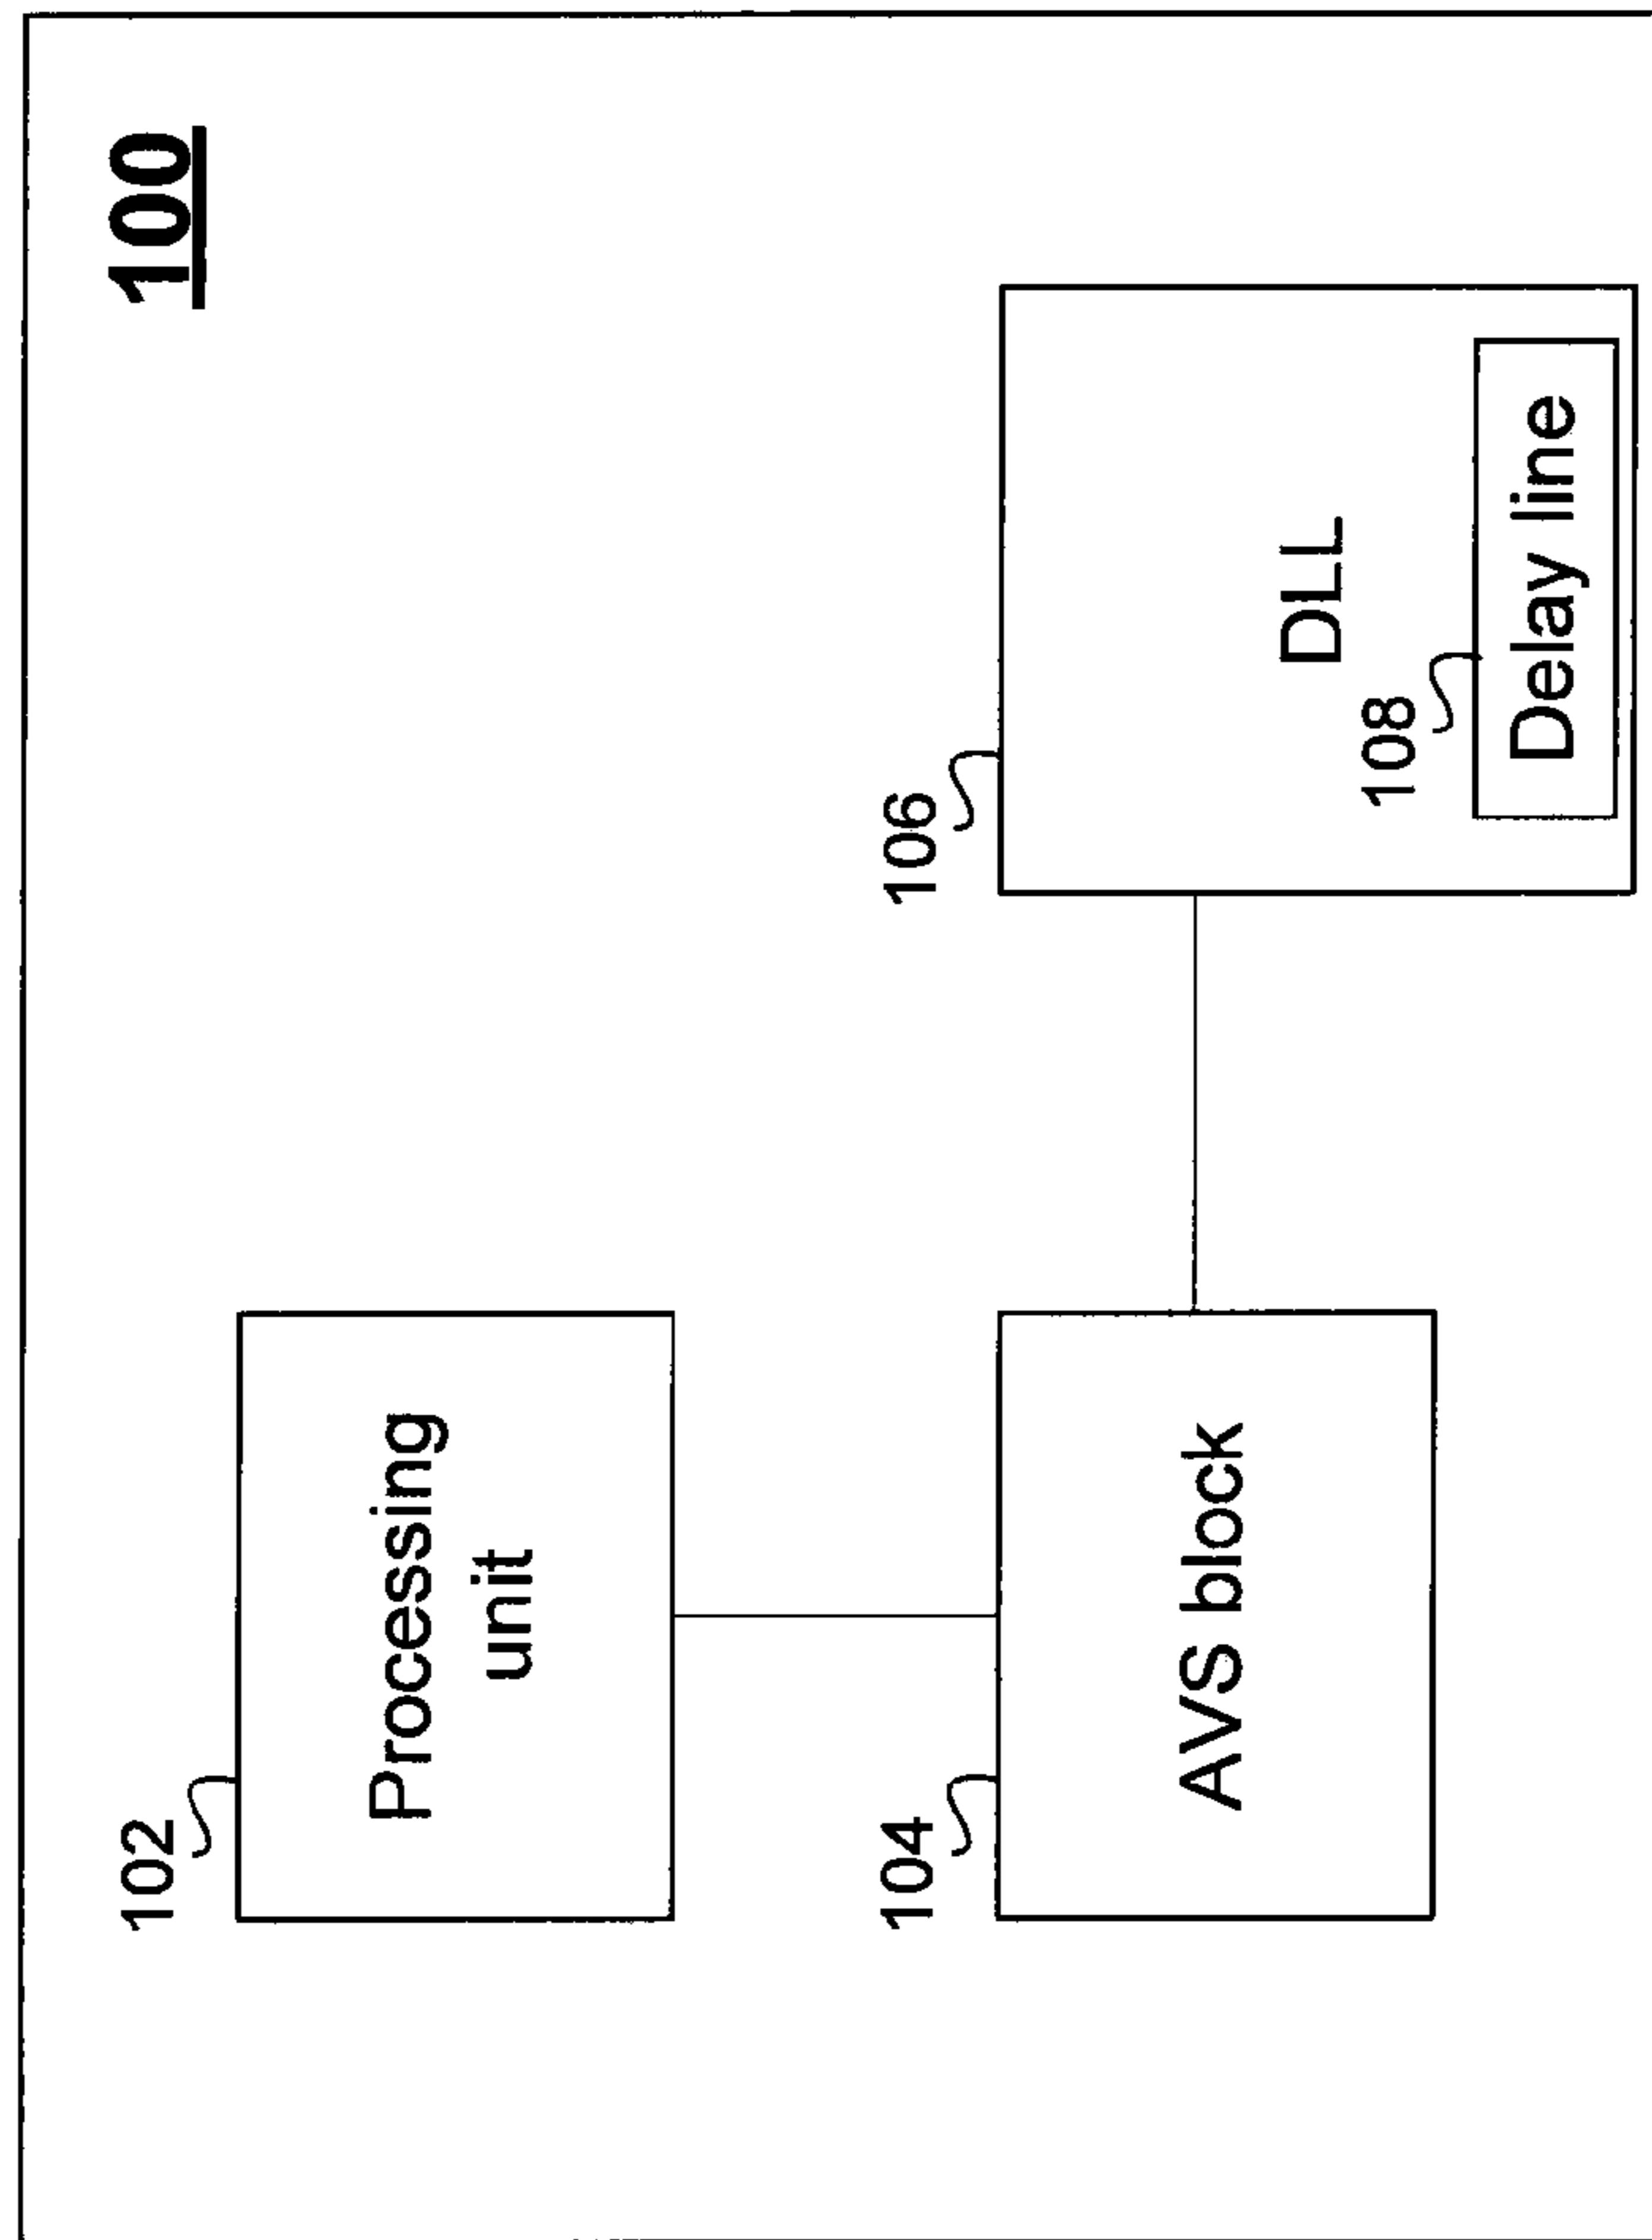 100
102
Processing
unit
104
AVS block
106
DLL
108
Delay line